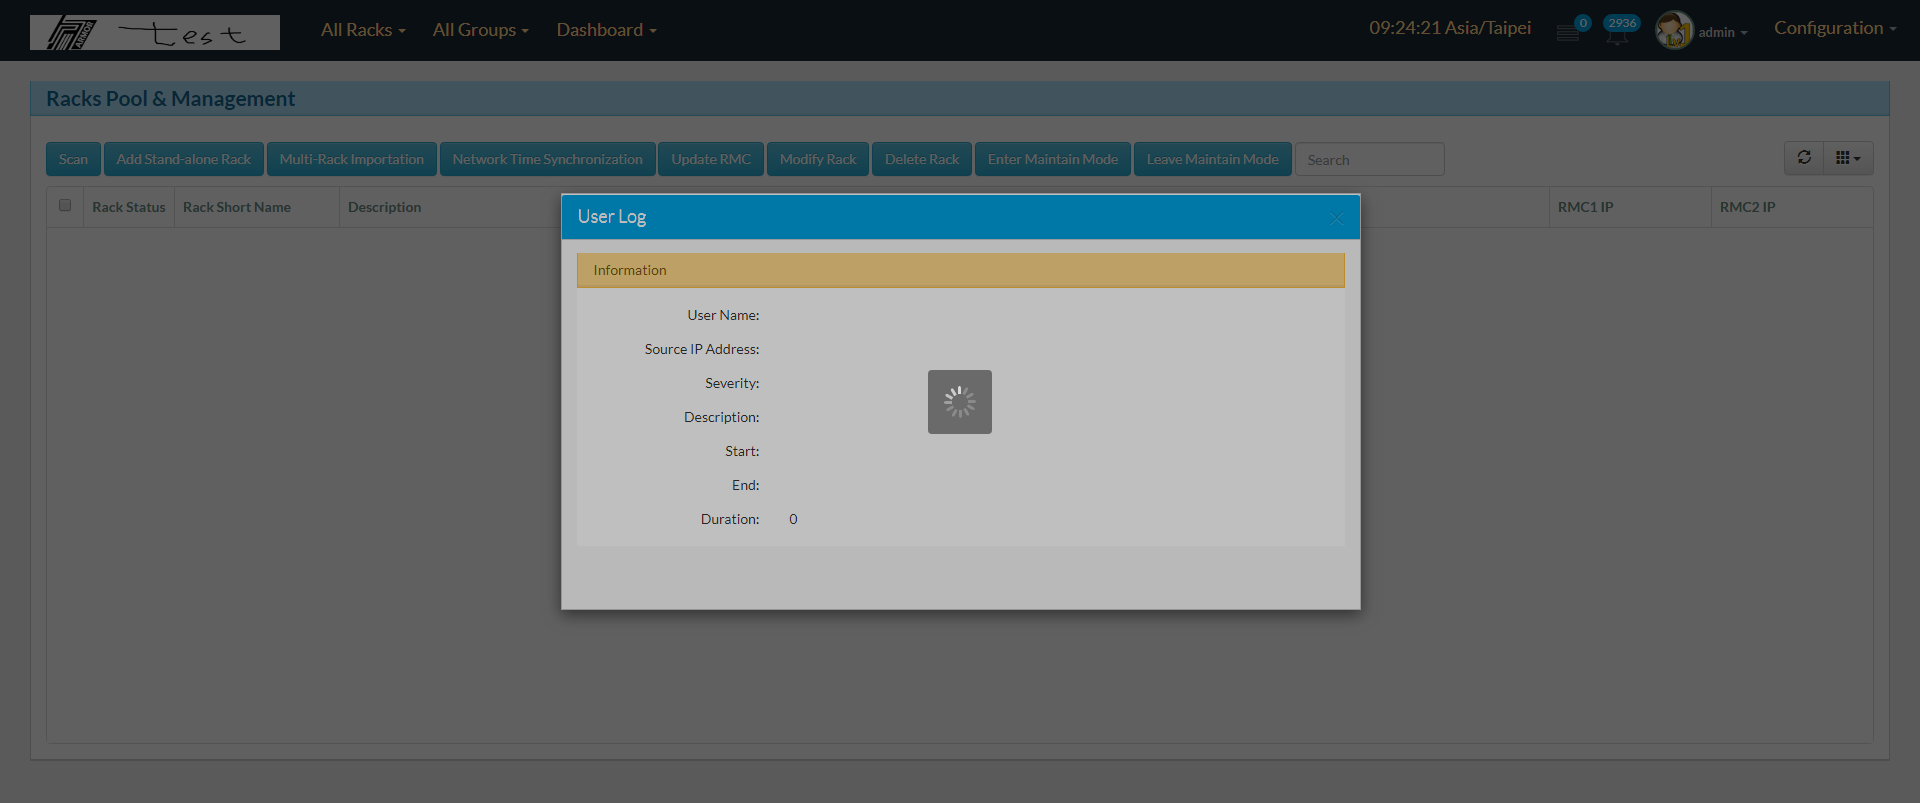 ARMOR test All Racks All Groups Dashboard 09:24:21 Asia/Taipei 0 2936 admin Configuration
Racks Pool & Management
Scan Add Stand-alone Rack Multi-Rack Importation Network Time Synchronization Update RMC Modify Rack Delete Rack Enter Maintain Mode Leave Maintain Mode Search
Rack Status Rack Short Name Description RMC1 IP RMC2 IP
User Log
Information
User Name:
Source IP Address:
Severity:
Description:
Start:
End:
Duration: 0